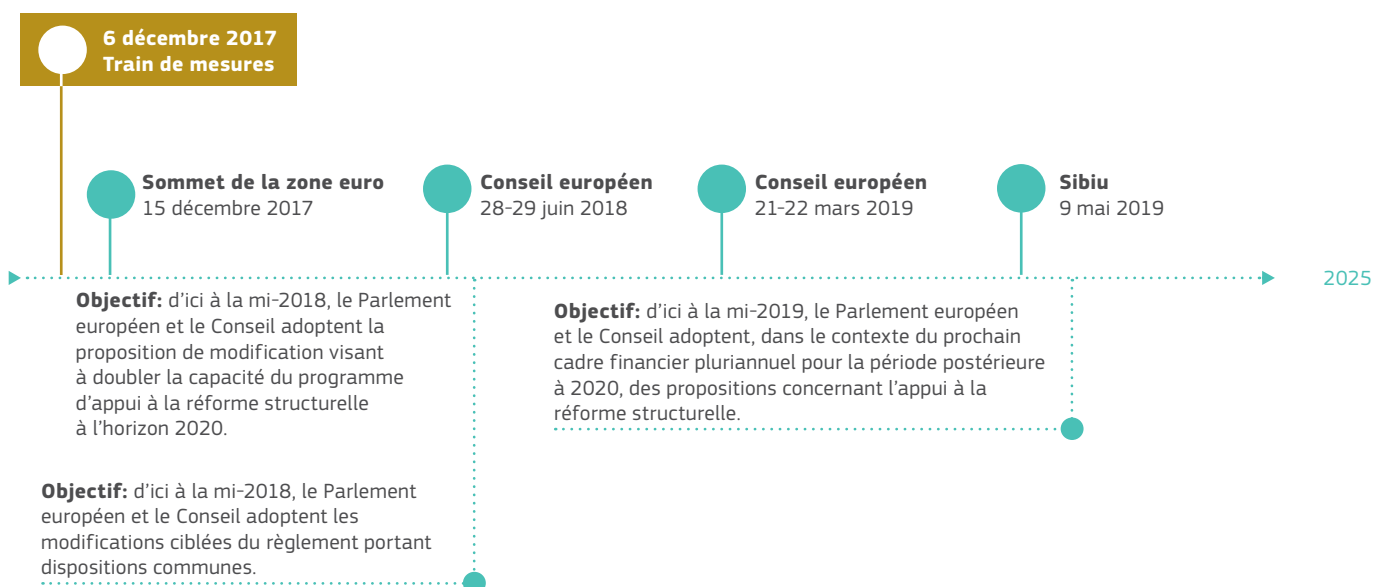 6 décembre 2017
Train de mesures
Sommet de la zone euro
15 décembre 2017
Conseil européen
28-29 juin 2018
Conseil européen
21-22 mars 2019
Sibiu
9 mai 2019
2025
Objectif: d'ici à la mi-2018, le Parlement
européen et le Conseil adoptent la
proposition de modification visant
à doubler la capacité du programme
d'appui à la réforme structurelle
à l'horizon 2020.
Objectif: d'ici à la mi-2019, le Parlement européen
et le Conseil adoptent, dans le contexte du prochain
cadre financier pluriannuel pour la période postérieure
à 2020, des propositions concernant l'appui à la
réforme structurelle.
Objectif: d'ici à la mi-2018, le Parlement
européen et le Conseil adoptent les
modifications ciblées du règlement portant
dispositions communes.